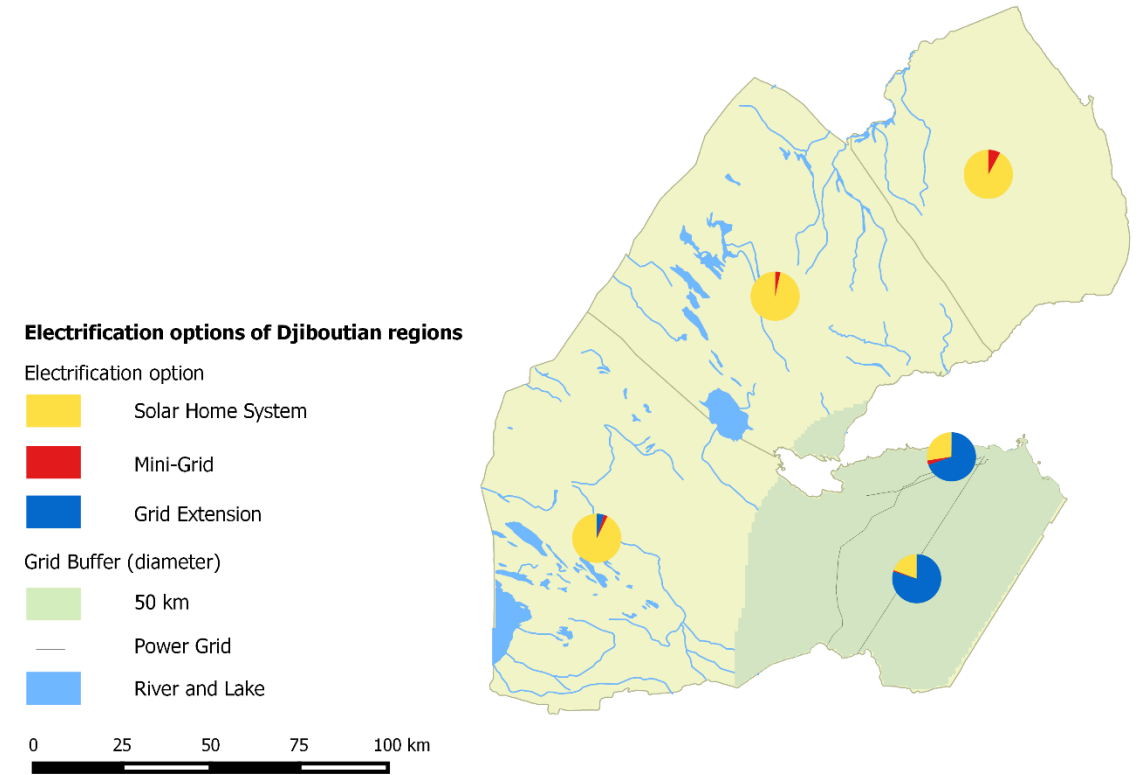 Electrification options of Djiboutian regions
Electrification option
Solar Home System
Mini-Grid
Grid Extension
Grid Buffer (diameter)
50 km
Power Grid
River and Lake
0 25 50 75 100 km